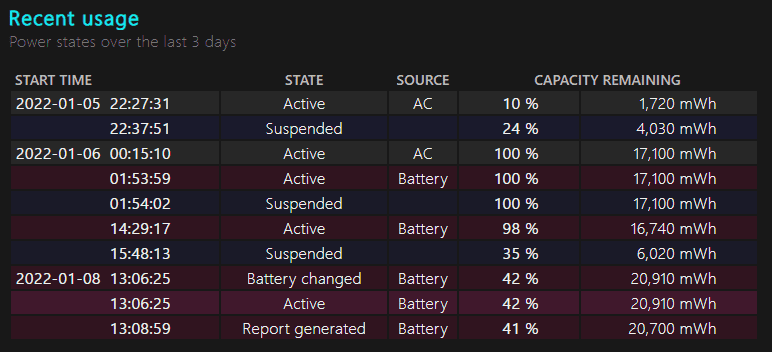 Recent usage
Power states over the last 3 days
START TIME STATE SOURCE CAPACITY REMAINING
2022-01-05 22:27:31 Active AC 10 % 1,720 mWh
22:37:51 Suspended 24 % 4,030 mWh
2022-01-06 00:15:10 Active AC 100 % 17,100 mWh
01:53:59 Active Battery 100 % 17,100 mWh
01:54:02 Suspended 100 % 17,100 mWh
14:29:17 Active Battery 98 % 16,740 mWh
15:48:13 Suspended 35 % 6,020 mWh
2022-01-08 13:06:25 Battery changed Battery 42 % 20,910 mWh
13:06:25 Active Battery 42 % 20,910 mWh
13:08:59 Report generated Battery 41 % 20,700 mWh